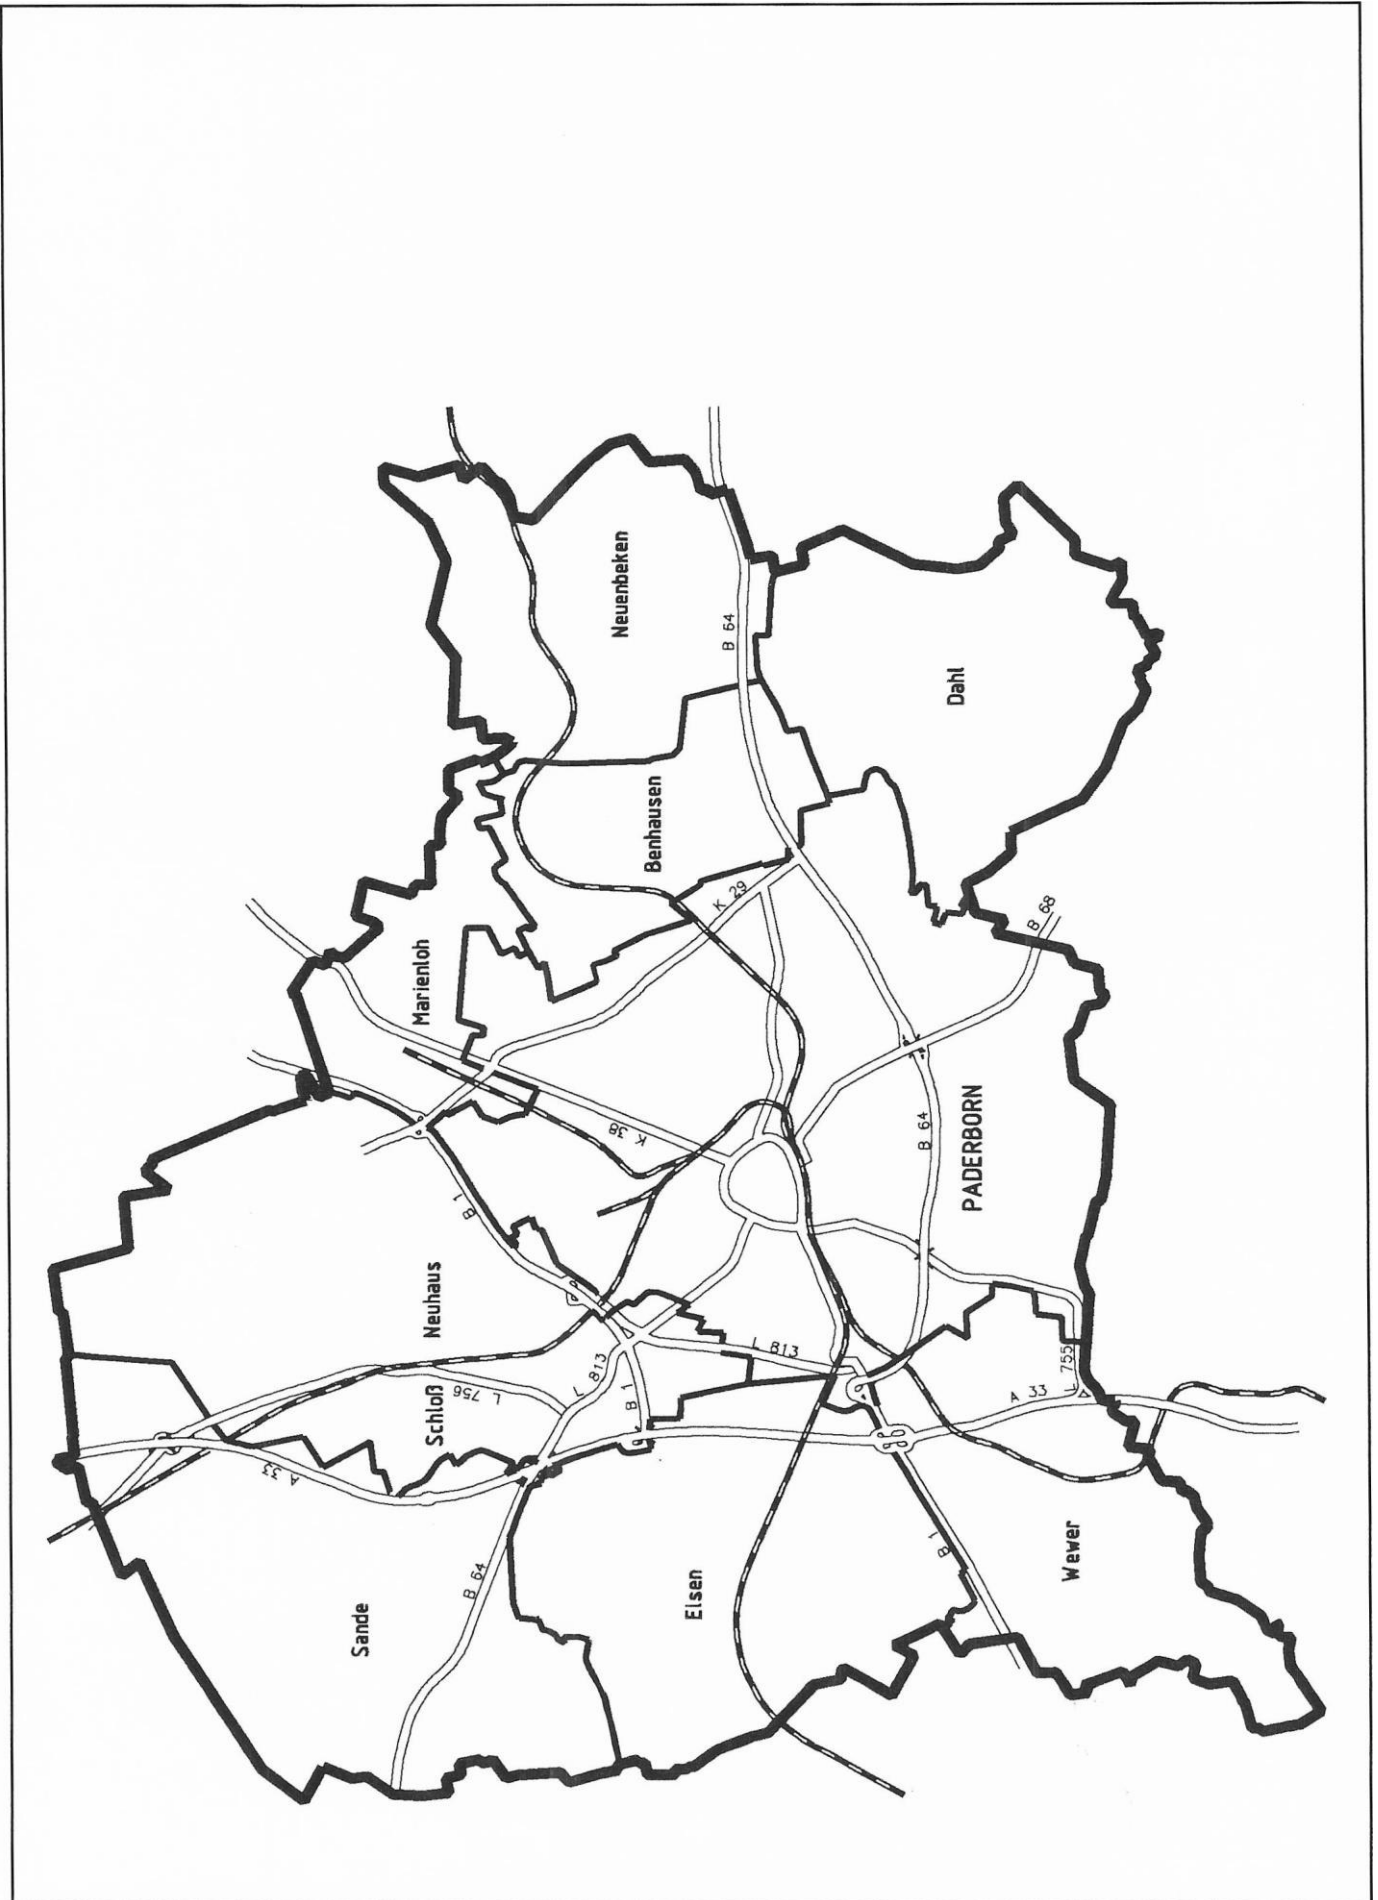 A 33
Sande
Marienloh
Schloß Neuhaus
B 1
B 64
L 756
L 813
Neuenbeken
K 38
B 1
Benhausen
Elsen
B 64
K 29
L 813
B 64
B 1
Dahl
PADERBORN
A 33
B 68
L 755
Wewer